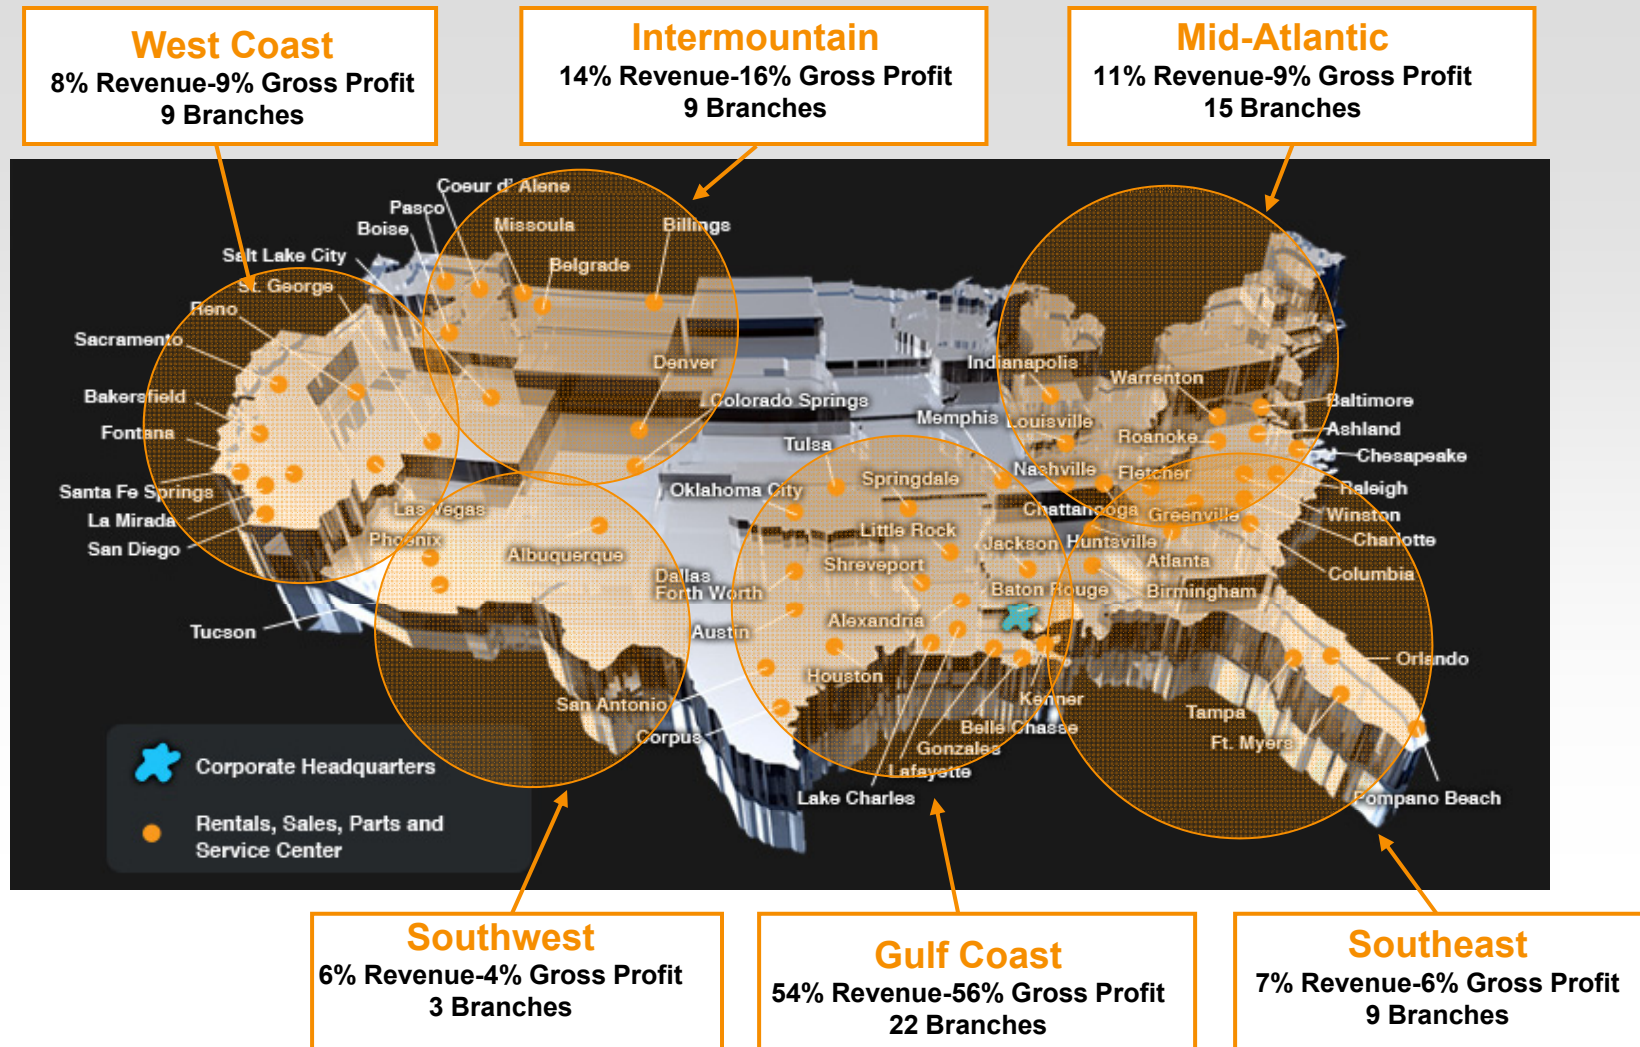 West Coast
8% Revenue-9% Gross Profit
9 Branches
Intermountain
14% Revenue-16% Gross Profit
9 Branches
Mid-Atlantic
11% Revenue-9% Gross Profit
15 Branches
Coeur d' Alene
Pasco
Boise
Missoula
Billings
Salt Lake City
Belgrade
St. George
Reno
Sacramento
Denver
Indianapolis
Warrenton
Bakersfield
Colorado Springs
Baltimore
Memphis
Louisville
Fontana
Tulsa
Roanoke
Ashland
Chesapeake
Santa Fe Springs
Oklahoma City
Springdale
Nashville
Fletcher
Raleigh
La Mirada
Las Vegas
Chattanooga
Greenville
Winston
San Diego
Phoenix
Albuquerque
Little Rock
Jackson
Huntsville
Charlotte
Shreveport
Atlanta
Columbia
Dallas
Forth Worth
Baton Rouge
Birmingham
Tucson
Austin
Alexandria
Orlando
Houston
San Antonio
Kenner
Tampa
Corpus
Belle Chasse
Ft. Myers
Gonzales
Lafayette
Lake Charles
Pompano Beach
Corporate Headquarters
Rentals, Sales, Parts and
Service Center
Southwest
6% Revenue-4% Gross Profit
3 Branches
Gulf Coast
54% Revenue-56% Gross Profit
22 Branches
Southeast
7% Revenue-6% Gross Profit
9 Branches